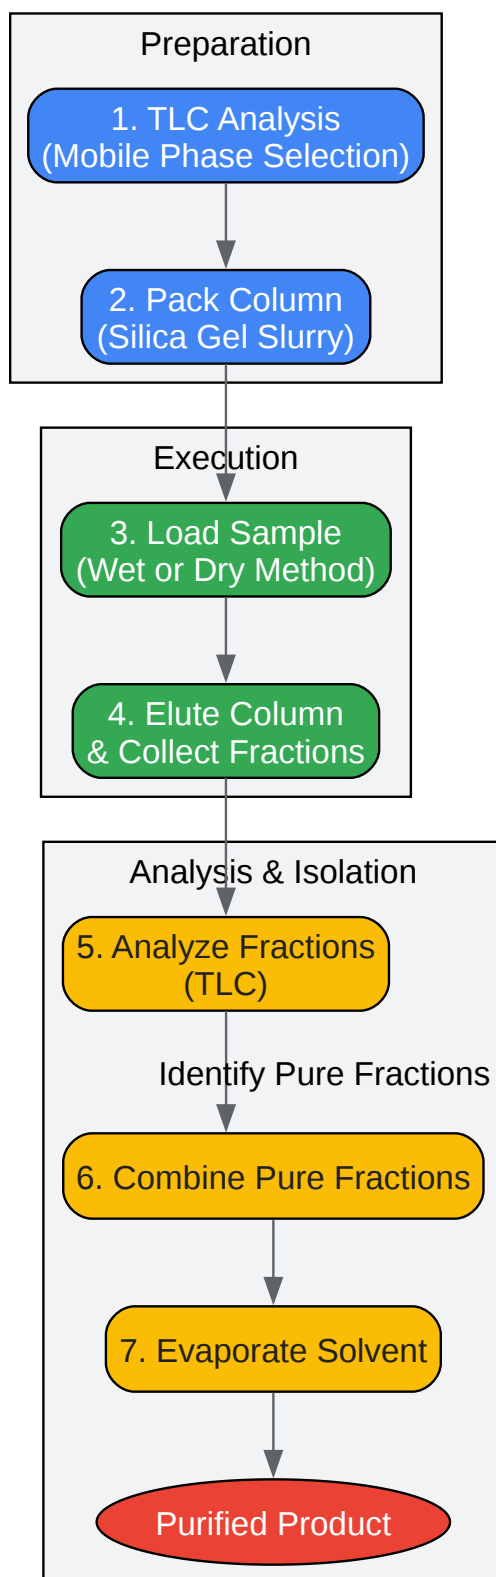 Preparation
1. TLC Analysis
(Mobile Phase Selection)
2. Pack Column
(Silica Gel Slurry)
Execution
3. Load Sample
(Wet or Dry Method)
4. Elute Column
& Collect Fractions
Analysis & Isolation
5. Analyze Fractions
(TLC)
Identify Pure Fractions
6. Combine Pure Fractions
7. Evaporate Solvent
Purified Product